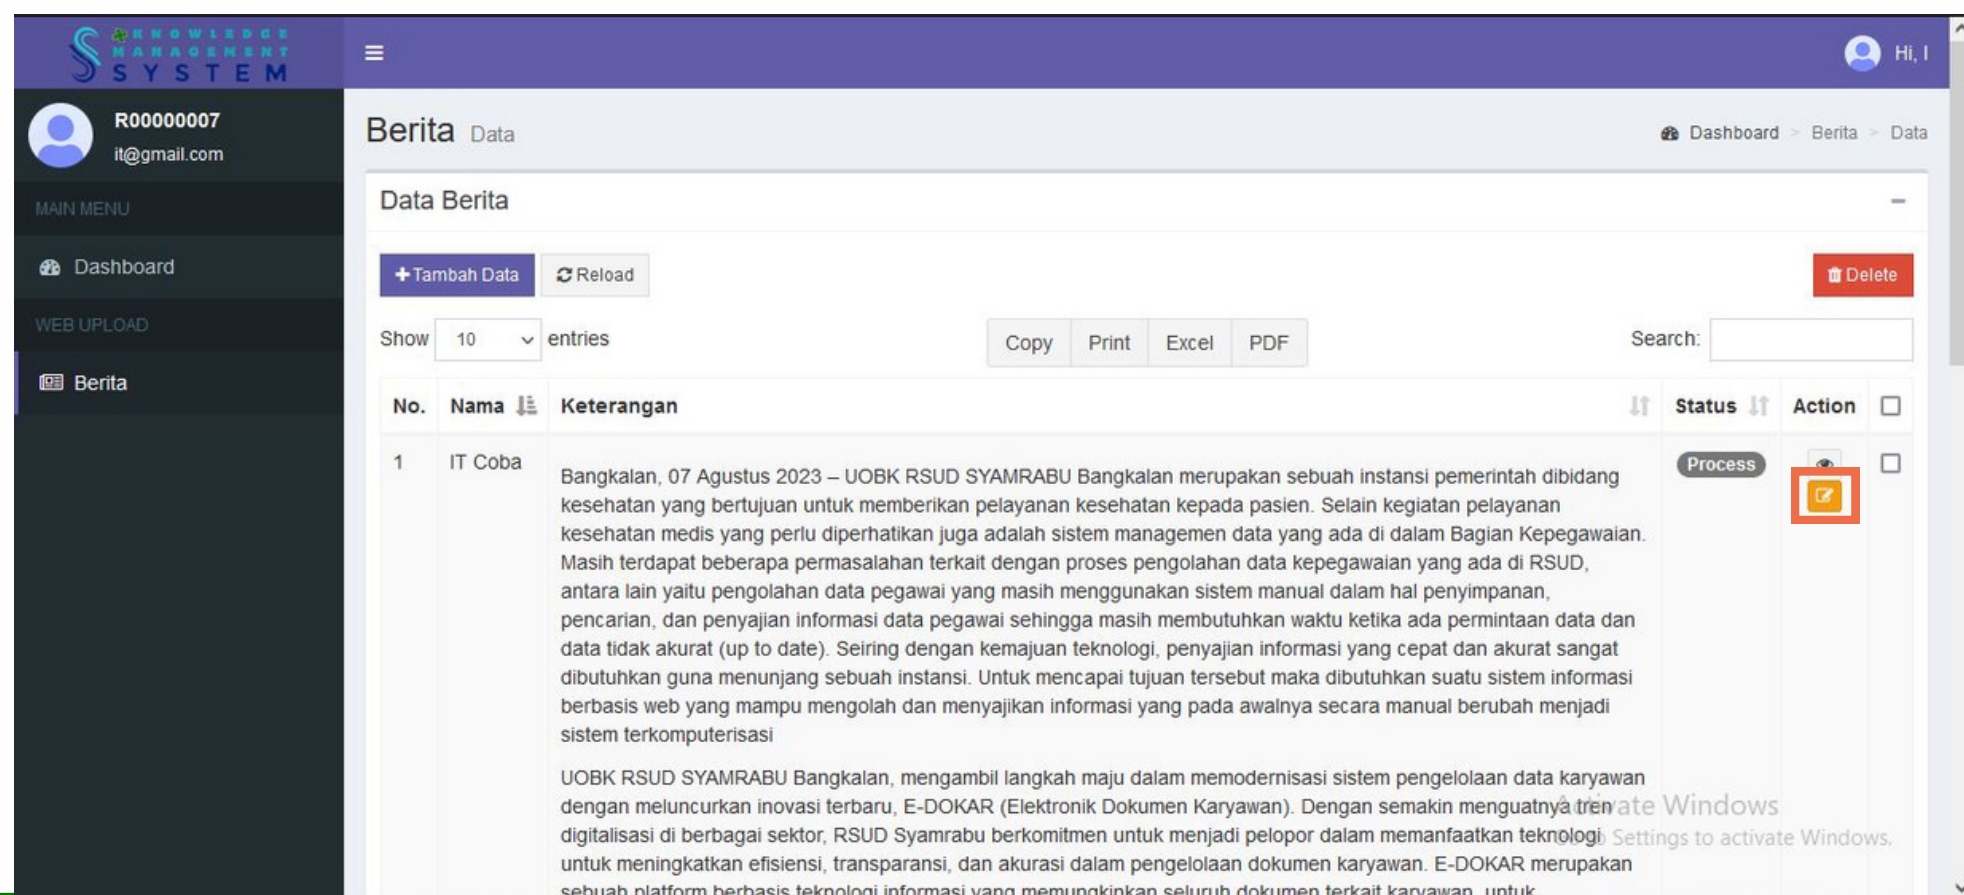 KNOWLEDGE
MANAGEMENT
SYSTEM
Hi, I
R00000007
it@gmail.com
Berita Data
Dashboard > Berita > Data
MAIN MENU
Data Berita
Dashboard
+Tambah Data Reload Delete
WEB UPLOAD
Show 10 entries Copy Print Excel PDF Search:
Berita
No. Nama Keterangan Status Action
1 IT Coba Process
Bangkalan, 07 Agustus 2023 – UOBK RSUD SYAMRABU Bangkalan merupakan sebuah instansi pemerintah dibidang
kesehatan yang bertujuan untuk memberikan pelayanan kesehatan kepada pasien. Selain kegiatan pelayanan
kesehatan medis yang perlu diperhatikan juga adalah sistem managemen data yang ada di dalam Bagian Kepegawaian.
Masih terdapat beberapa permasalahan terkait dengan proses pengolahan data kepegawaian yang ada di RSUD,
antara lain yaitu pengolahan data pegawai yang masih menggunakan sistem manual dalam hal penyimpanan,
pencarian, dan penyajian informasi data pegawai sehingga masih membutuhkan waktu ketika ada permintaan data dan
data tidak akurat (up to date). Seiring dengan kemajuan teknologi, penyajian informasi yang cepat dan akurat sangat
dibutuhkan guna menunjang sebuah instansi. Untuk mencapai tujuan tersebut maka dibutuhkan suatu sistem informasi
berbasis web yang mampu mengolah dan menyajikan informasi yang pada awalnya secara manual berubah menjadi
sistem terkomputerisasi
UOBK RSUD SYAMRABU Bangkalan, mengambil langkah maju dalam memodernisasi sistem pengelolaan data karyawan
dengan meluncurkan inovasi terbaru, E-DOKAR (Elektronik Dokumen Karyawan). Dengan semakin menguatnya tren
Activate Windows
digitalisasi di berbagai sektor, RSUD Syamrabu berkomitmen untuk menjadi pelopor dalam memanfaatkan teknologi
Go to Settings to activate Windows.
untuk meningkatkan efisiensi, transparansi, dan akurasi dalam pengelolaan dokumen karyawan. E-DOKAR merupakan
sebuah platform berbasis teknologi informasi yang memungkinkan seluruh dokumen terkait karyawan, untuk